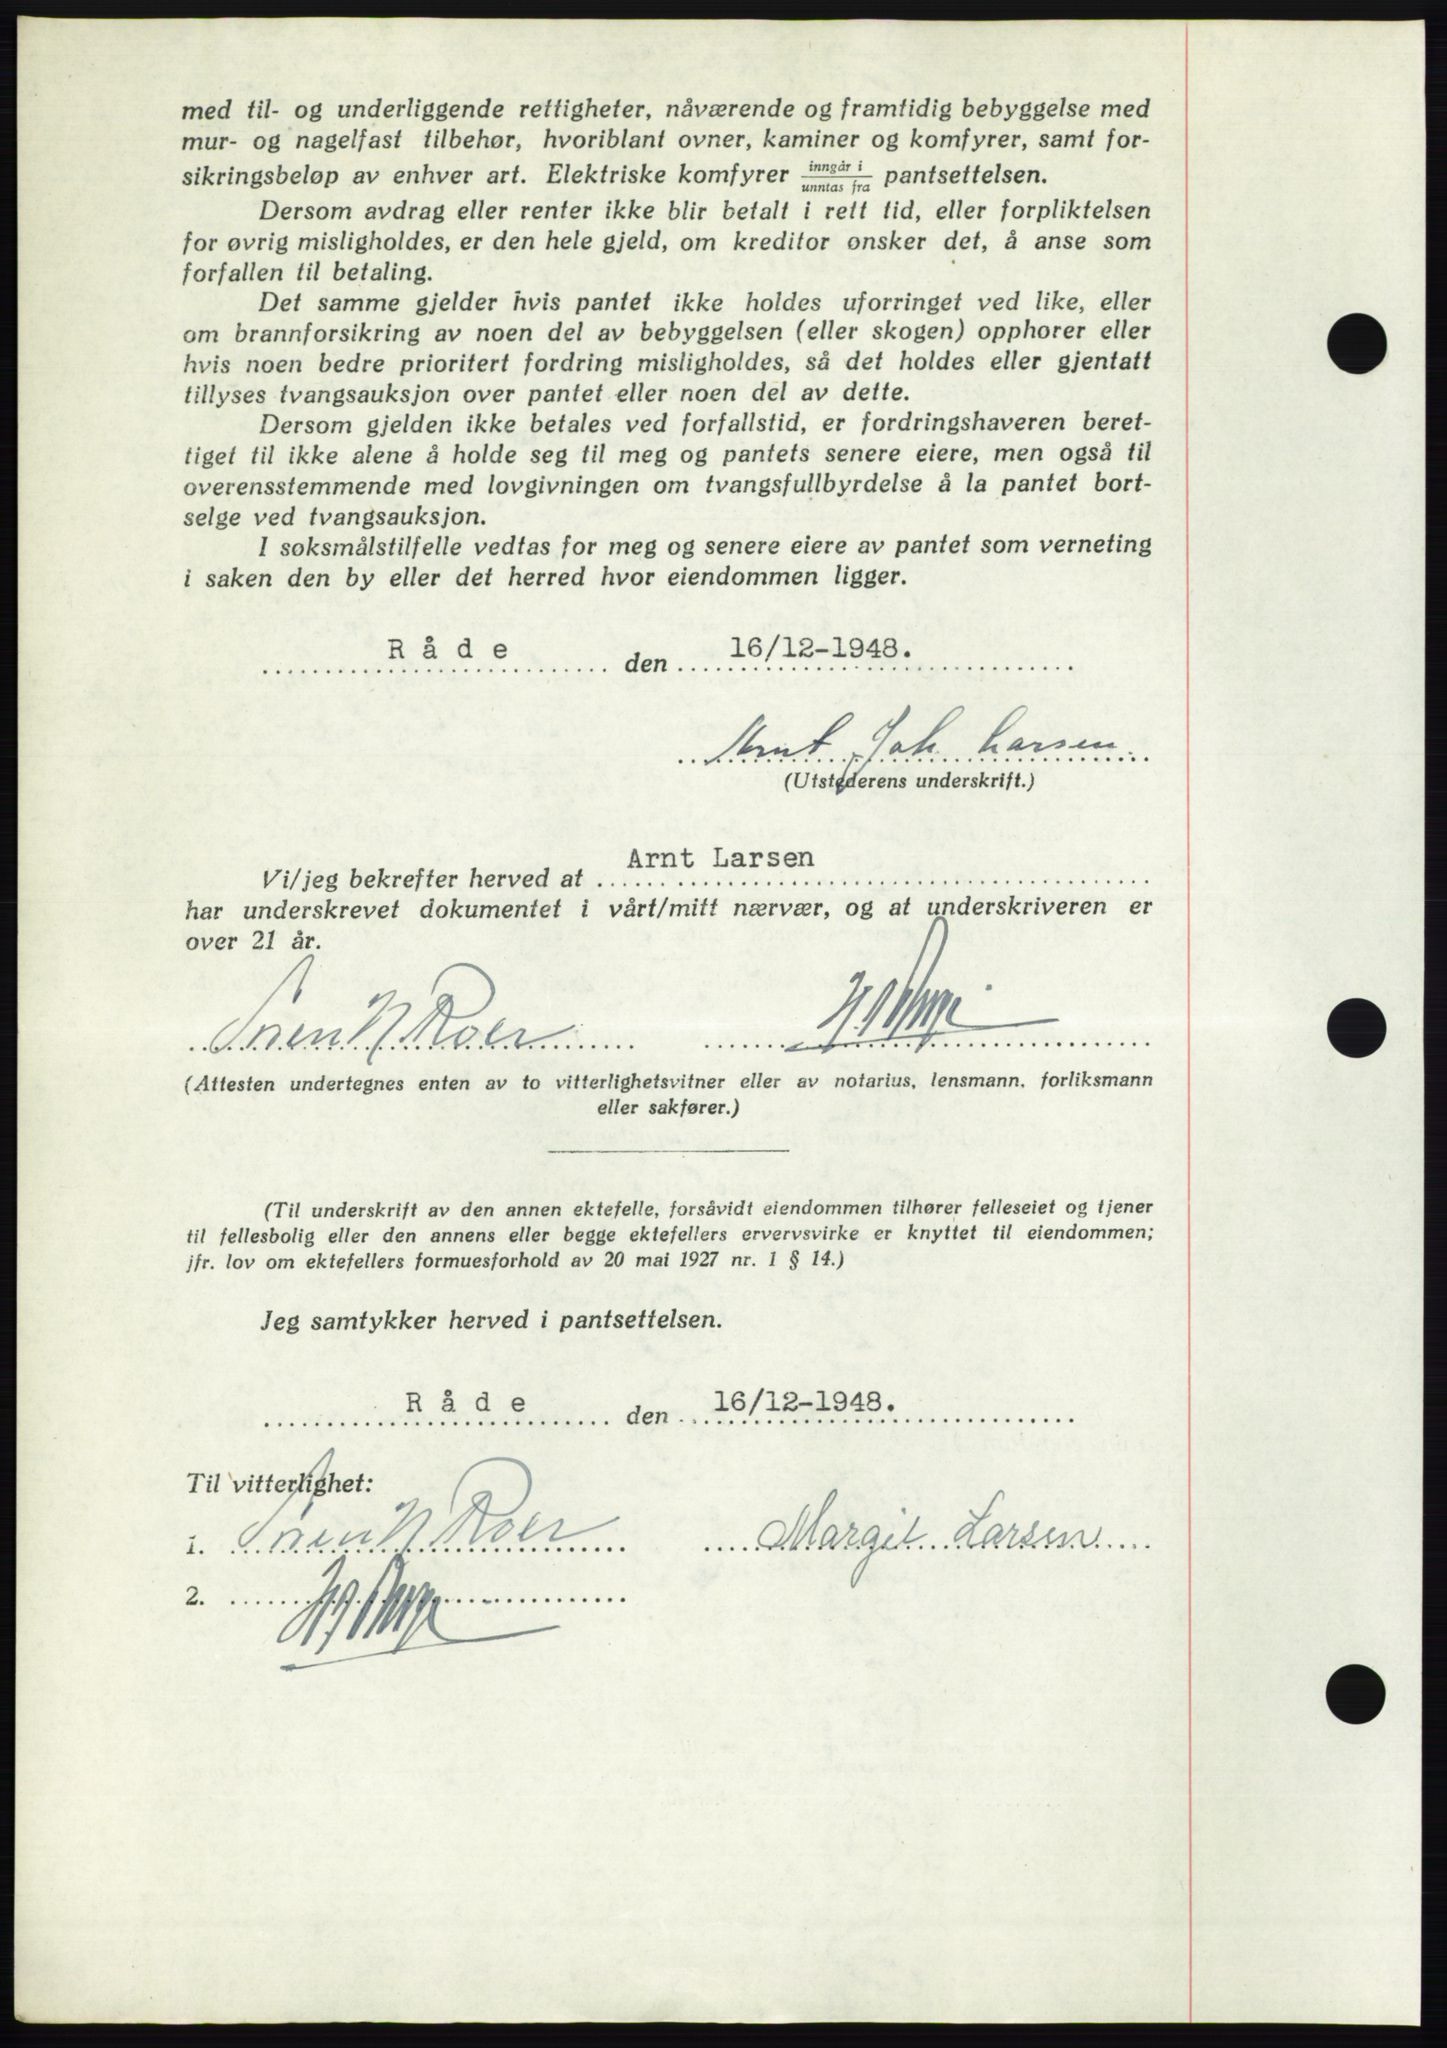 med til- og underliggende rettigheter, nåværende og framtidig bebyggelse med
mur- og nagelfast tilbehør, hvoriblant ovner, kaminer og komfyrer, samt for-
sikringsbeløp av enhver art. Elektriske komfyrer inngår i / unntas fra pantsettelsen.
Dersom avdrag eller renter ikke blir betalt i rett tid, eller forpliktelsen
for øvrig misligholdes, er den hele gjeld, om kreditor ønsker det, å anse som
forfallen til betaling.
Det samme gjelder hvis pantet ikke holdes uforringet ved like, eller
om brannforsikring av noen del av bebyggelsen (eller skogen) opphører eller
hvis noen bedre prioritert fordring misligholdes, så det holdes eller gjentatt
tillyses tvangsauksjon over pantet eller noen del av dette.
Dersom gjelden ikke betales ved forfallstid, er fordringshaveren beret-
tiget til ikke alene å holde seg til meg og pantets senere eiere, men også til
overensstemmende med lovgivningen om tvangsfullbyrdelse å la pantet bort-
selge ved tvangsauksjon.
I søksmålstilfelle vedtas for meg og senere eiere av pantet som verneting
i saken den by eller det herred hvor eiendommen ligger.
Råde den 16/12-1948.
Arnt Joh Larsen
(Utstederens underskrift.)
Vi/jeg bekrefter herved at Arnt Larsen
har underskrevet dokumentet i vårt/mitt nærvær, og at underskriveren er
over 21 år.
Svenn N Roer
(Attesten undertegnes enten av to vitterlighetsvitner eller av notarius, lensmann, forliksmann
eller sakfører.)
(Til underskrift av den annen ektefelle, forsåvidt eiendommen tilhører felleseiet og tjener
til fellesbolig eller den annens eller begge ektefellers ervervsvirke er knyttet til eiendommen;
jfr. lov om ektefellers formuesforhold av 20 mai 1927 nr. 1 § 14.)
Jeg samtykker herved i pantsettelsen.
Råde den 16/12-1948.
Til vitterlighet:
1. Svenn N Roer Margit Larsen
2.